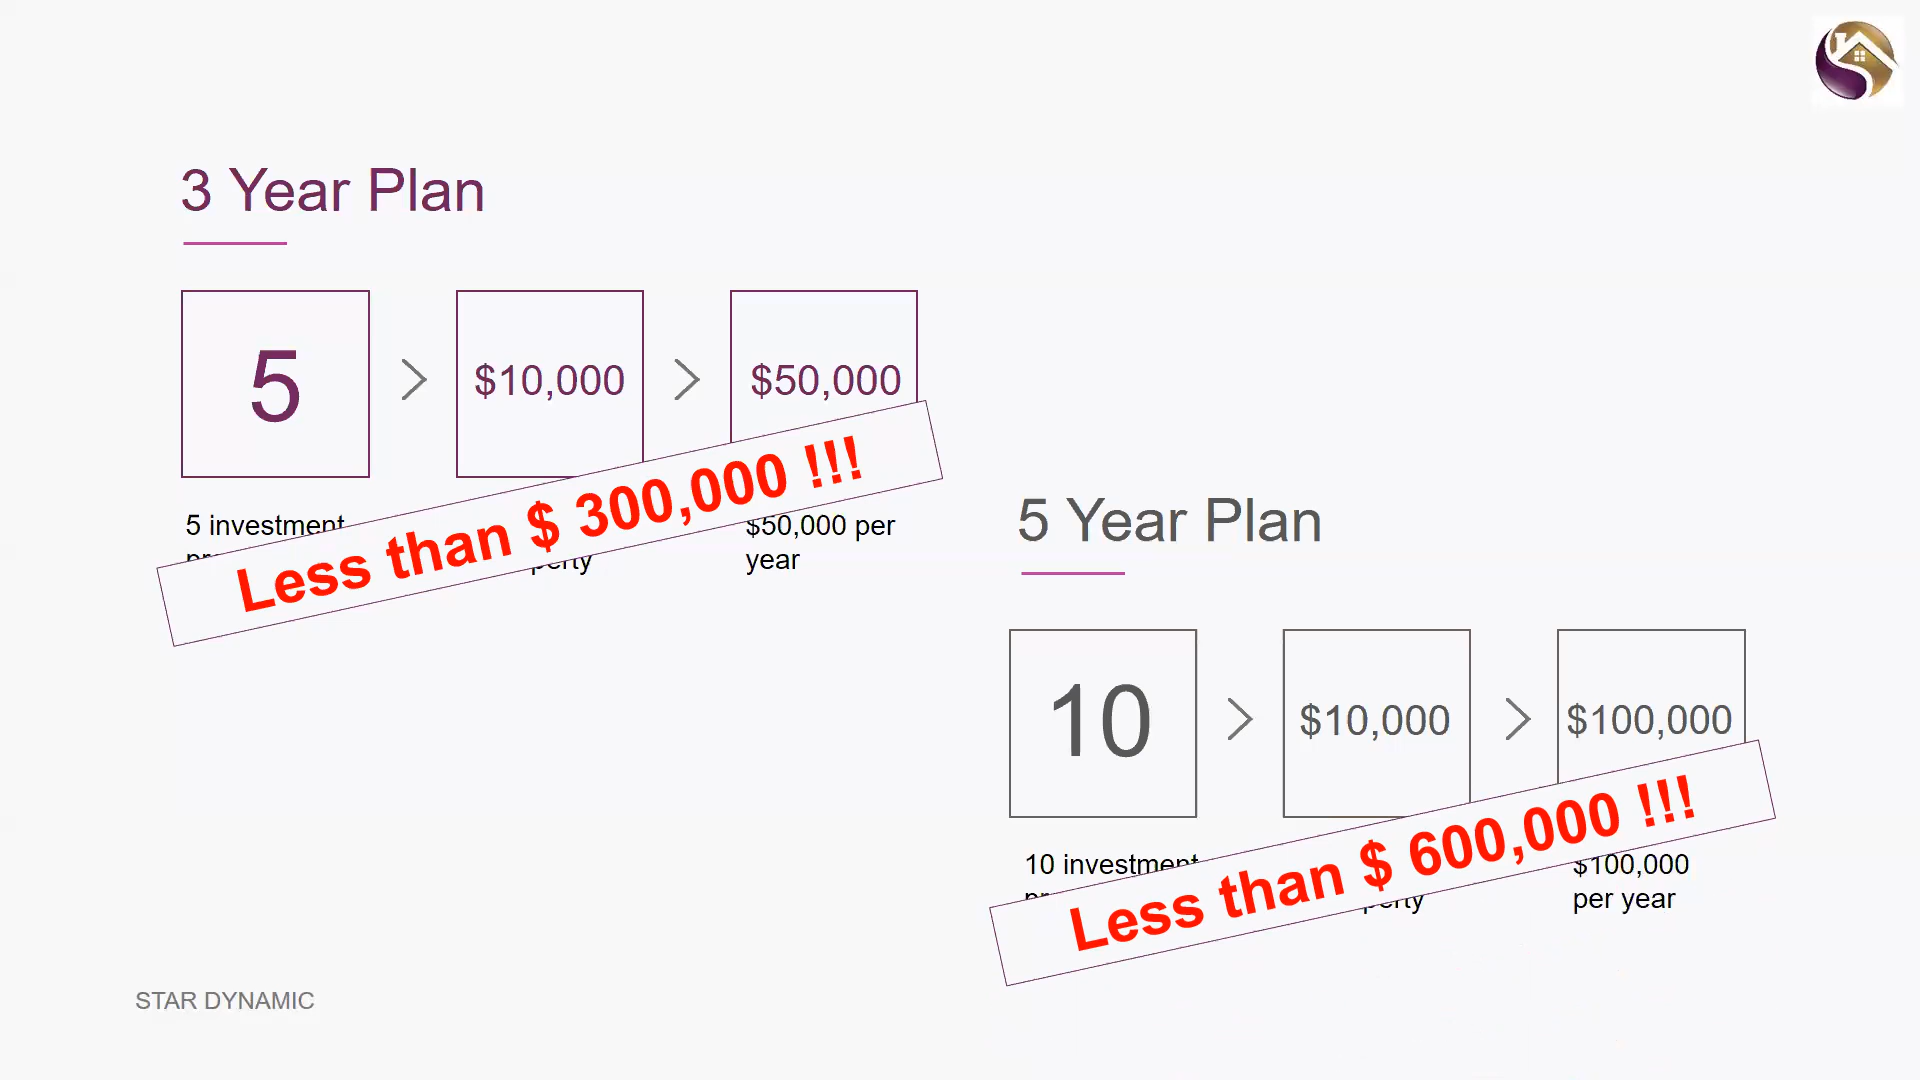 3 Year Plan
5
$10,000
$50,000
5 investment
$50,000 per
year
Less than $ 300,000 !!!
5 Year Plan
10
$10,000
$100,000
10 investment
$100,000
per year
Less than $ 600,000 !!!
STAR DYNAMIC